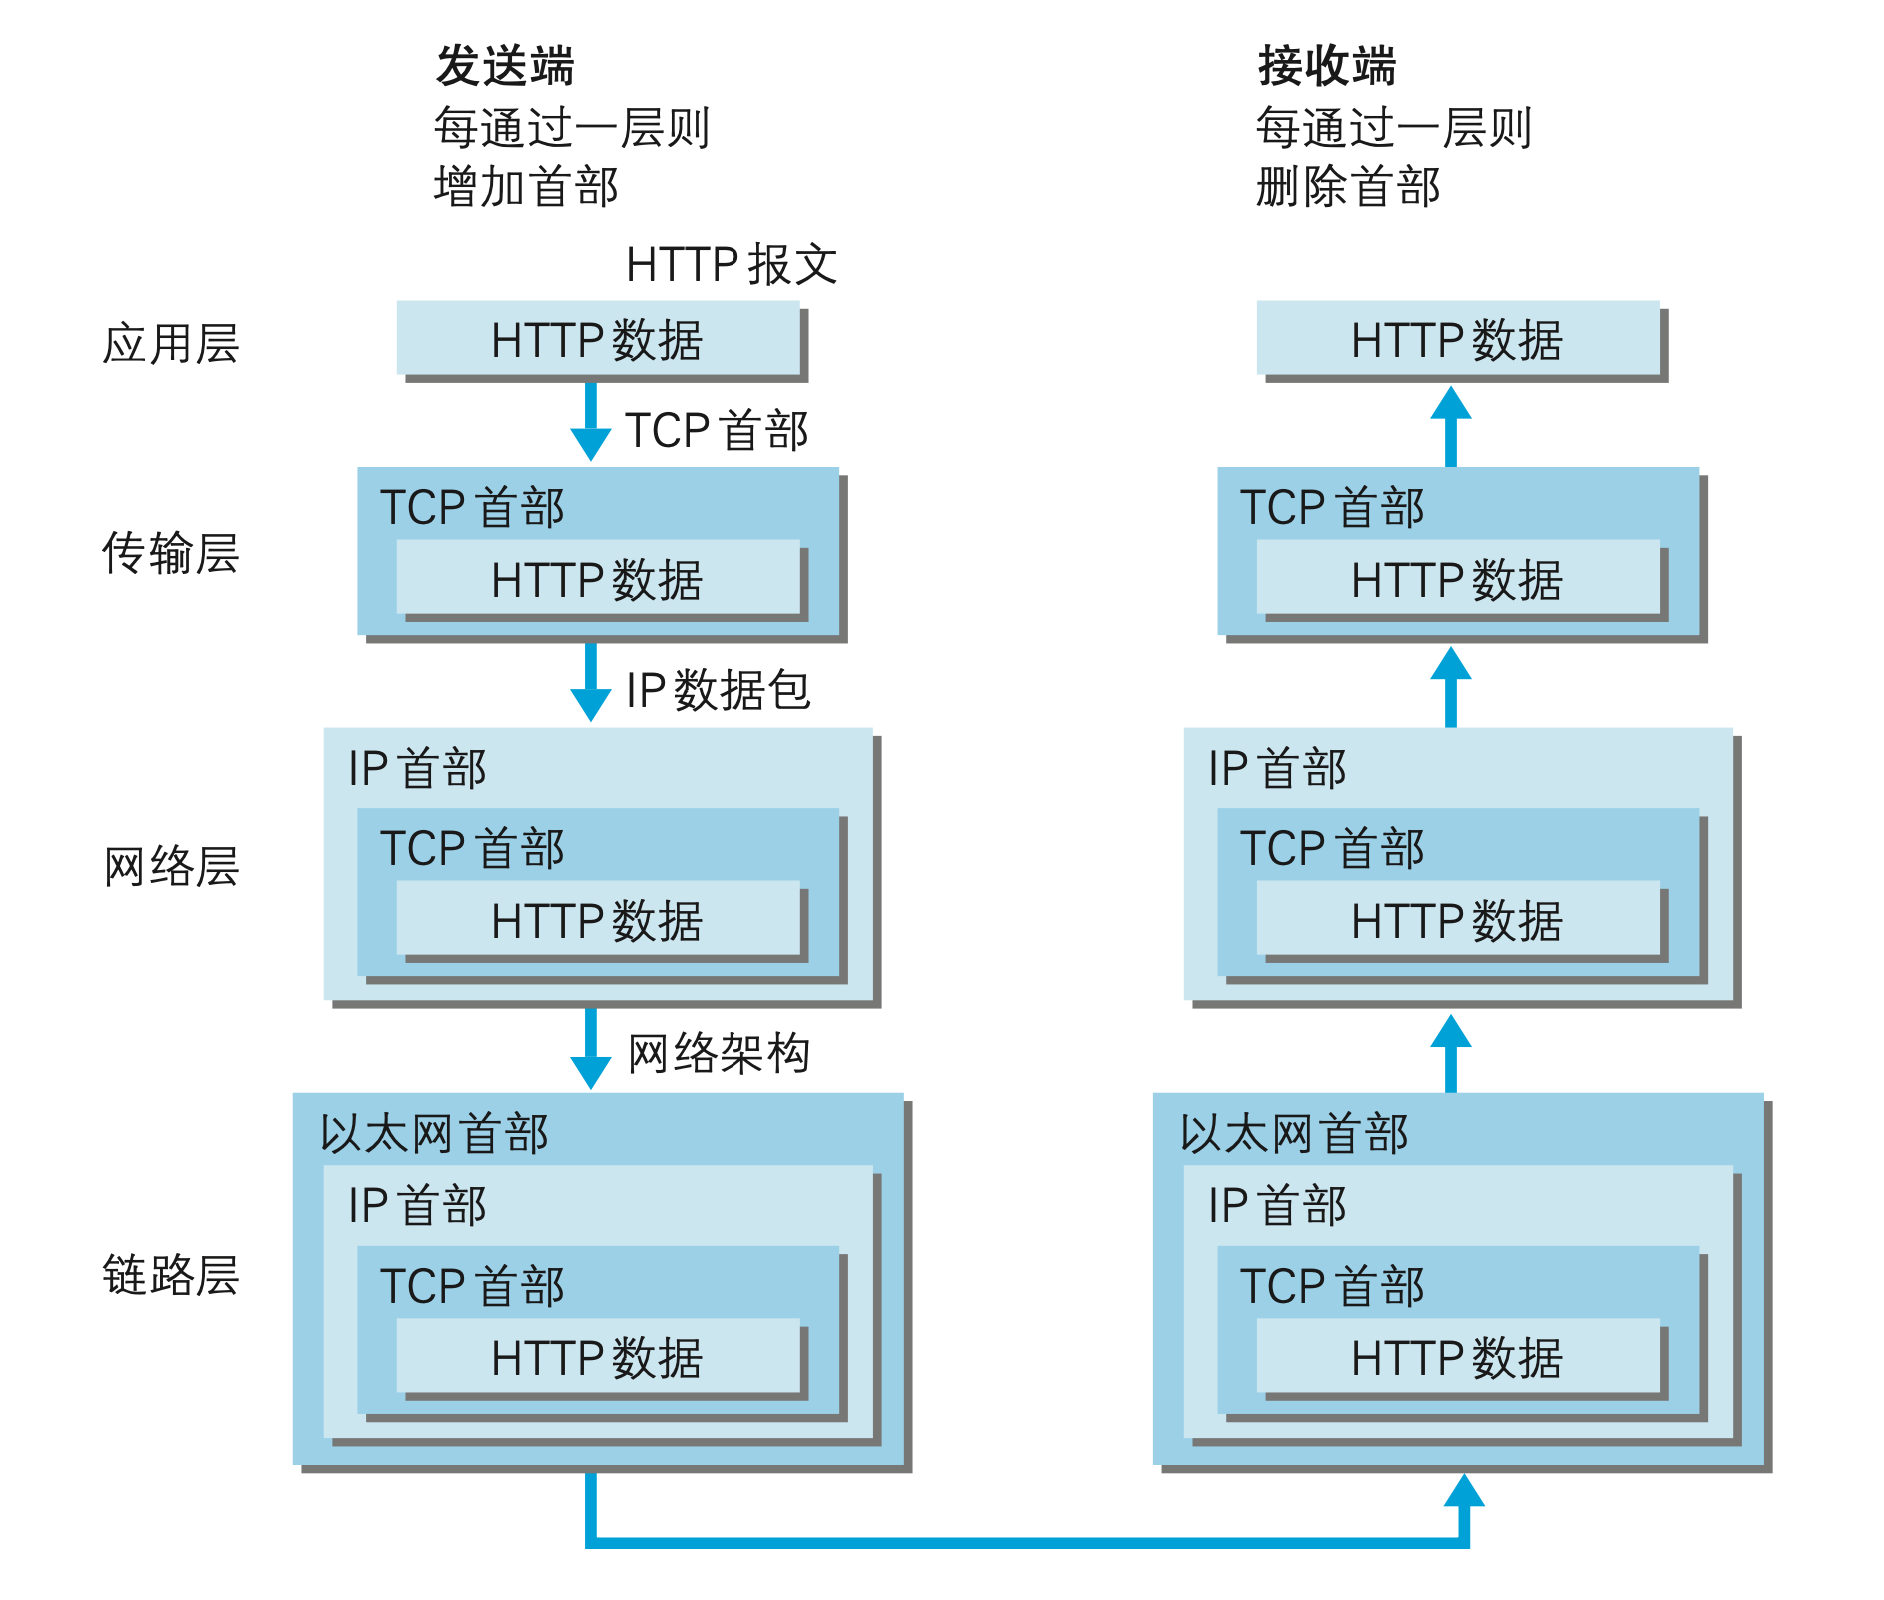 发送端
每通过一层则
增加首部
接收端
每通过一层则
删除首部
HTTP 报文
应用层
HTTP 数据
HTTP 数据
TCP 首部
传输层
TCP 首部
HTTP 数据
TCP 首部
HTTP 数据
IP 数据包
网络层
IP 首部
TCP 首部
HTTP 数据
IP 首部
TCP 首部
HTTP 数据
网络架构
链路层
以太网首部
IP 首部
TCP 首部
HTTP 数据
以太网首部
IP 首部
TCP 首部
HTTP 数据